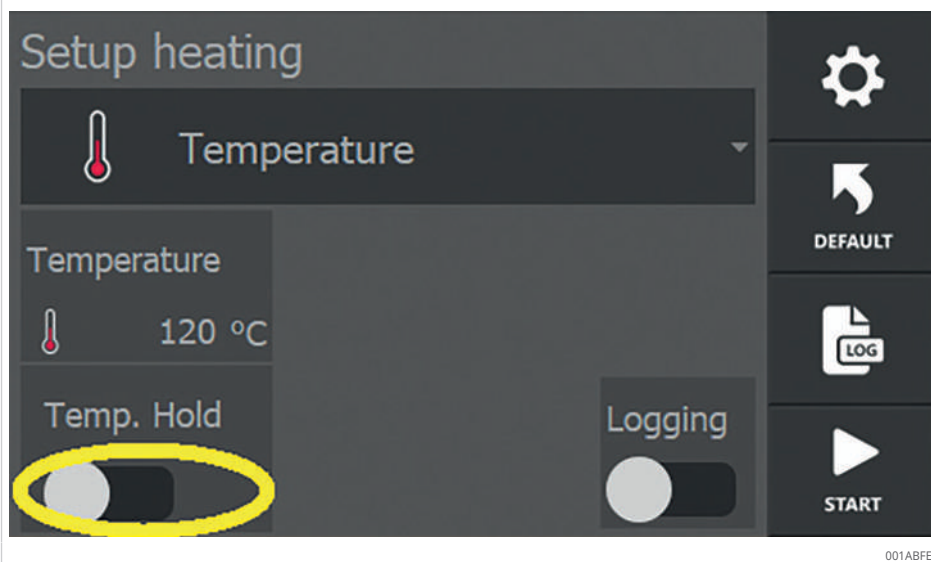 Setup heating
Temperature
Temperature
120 °C
Temp. Hold
Logging
DEFAULT
LOG
START
001ABFE